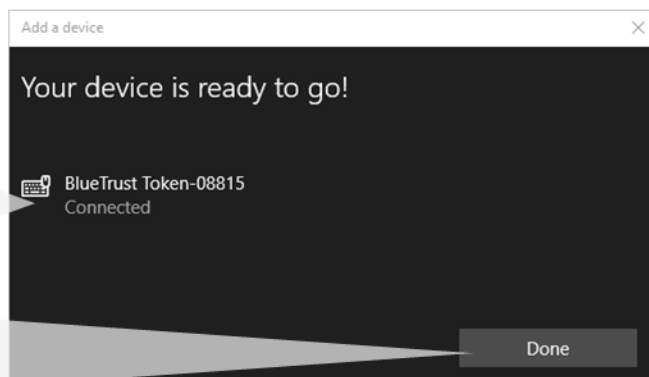 Add a device
Your device is ready to go!
BlueTrust Token-08815
Connected
Done